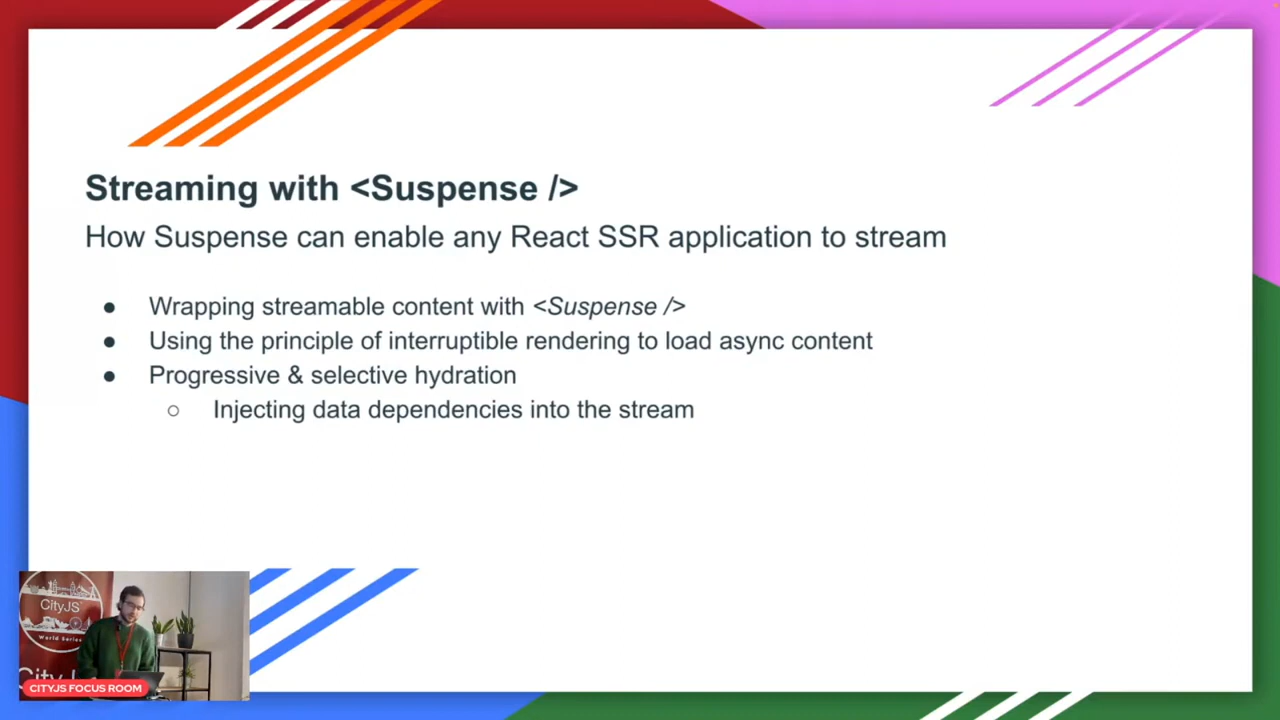 Streaming with <Suspense />
How Suspense can enable any React SSR application to stream
● Wrapping streamable content with <Suspense />
● Using the principle of interruptible rendering to load async content
● Progressive & selective hydration
○ Injecting data dependencies into the stream
CityJS
World Series
CITYJS FOCUS ROOM